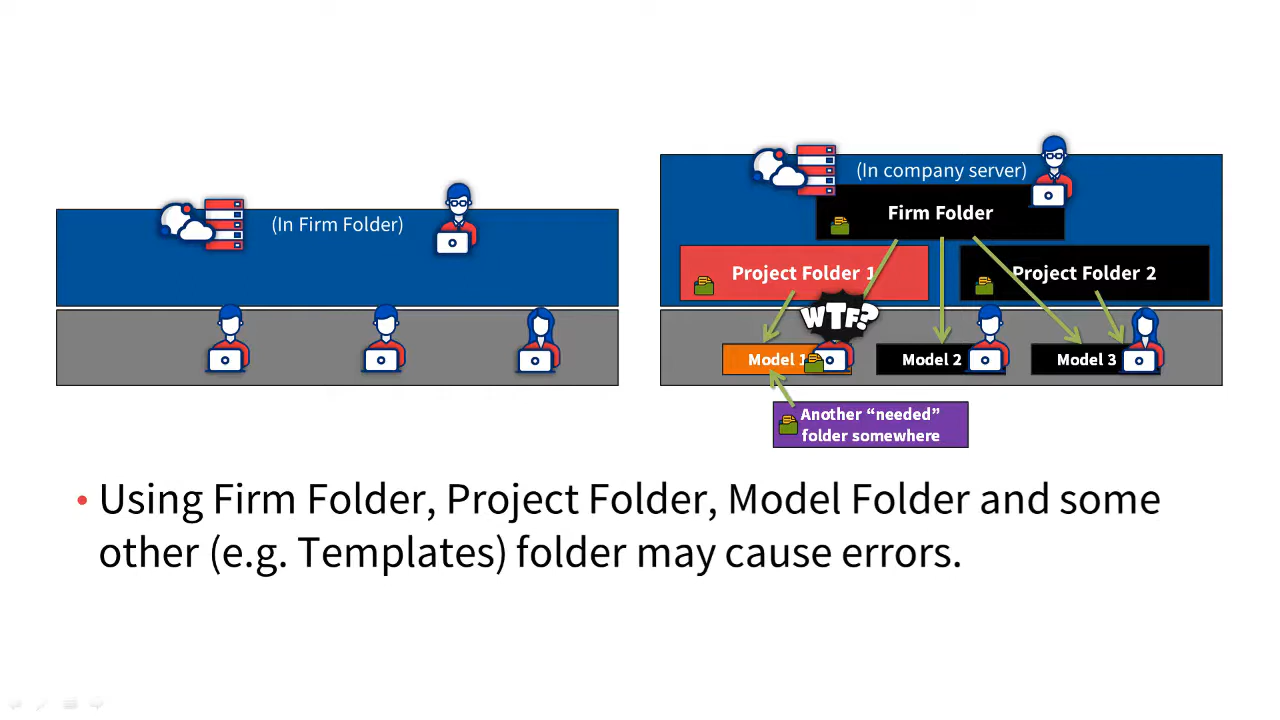 (In Firm Folder)
(In company server)
Firm Folder
Project Folder 1
Project Folder 2
WTF?
Model 1
Model 2
Model 3
Another “needed”
folder somewhere
• Using Firm Folder, Project Folder, Model Folder and some
other (e.g. Templates) folder may cause errors.